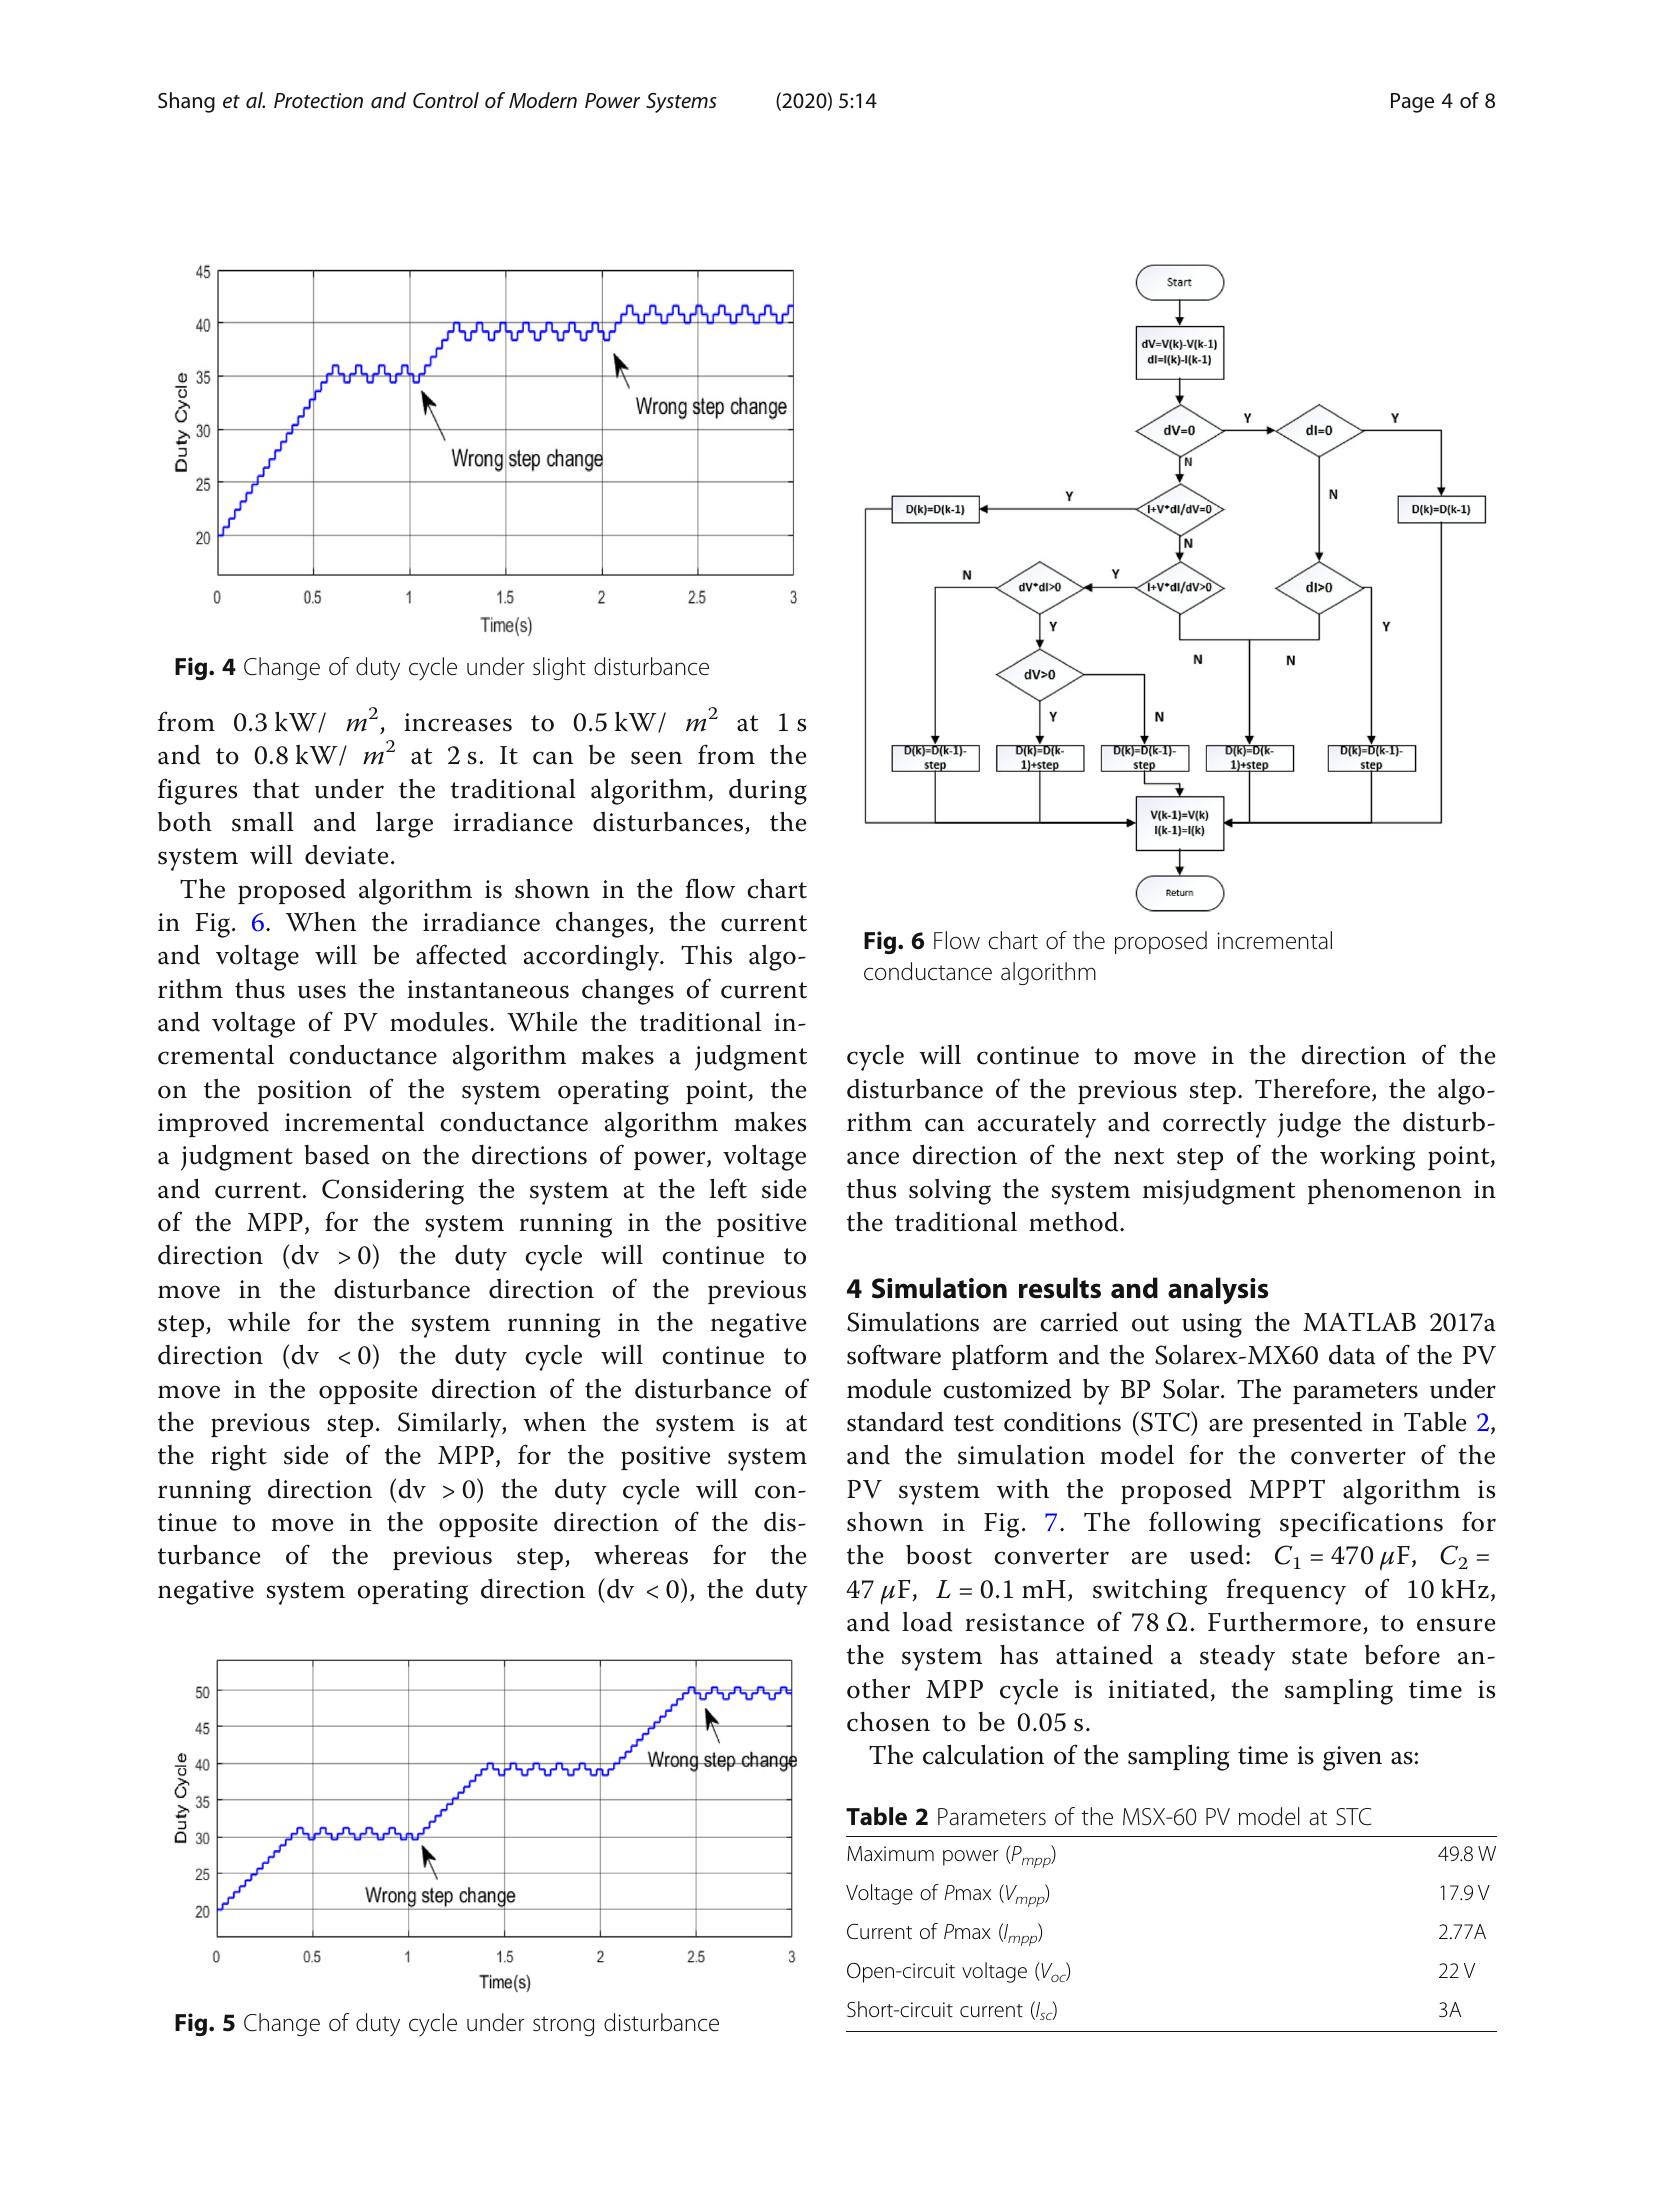 Shang et al. Protection and Control of Modern Power Systems (2020) 5:14 Page 4 of 8
45
40
35
30
25
20
Duty Cycle
Wrong step change
Wrong step change
0 0.5 1 1.5 2 2.5 3
Time(s)
Fig. 4 Change of duty cycle under slight disturbance
from 0.3 kW/ m², increases to 0.5 kW/ m² at 1 s
and to 0.8 kW/ m² at 2 s. It can be seen from the
figures that under the traditional algorithm, during
both small and large irradiance disturbances, the
system will deviate.
The proposed algorithm is shown in the flow chart
in Fig. 6. When the irradiance changes, the current
and voltage will be affected accordingly. This algo-
rithm thus uses the instantaneous changes of current
and voltage of PV modules. While the traditional in-
cremental conductance algorithm makes a judgment
on the position of the system operating point, the
improved incremental conductance algorithm makes
a judgment based on the directions of power, voltage
and current. Considering the system at the left side
of the MPP, for the system running in the positive
direction (dv > 0) the duty cycle will continue to
move in the disturbance direction of the previous
step, while for the system running in the negative
direction (dv < 0) the duty cycle will continue to
move in the opposite direction of the disturbance of
the previous step. Similarly, when the system is at
the right side of the MPP, for the positive system
running direction (dv > 0) the duty cycle will con-
tinue to move in the opposite direction of the dis-
turbance of the previous step, whereas for the
negative system operating direction (dv < 0), the duty
50
45
40
35
30
25
20
Duty Cycle
Wrong step change
Wrong step change
0 0.5 1 1.5 2 2.5 3
Time(s)
Fig. 5 Change of duty cycle under strong disturbance
Start
dV=V(k)-V(k-1)
dI=I(k)-I(k-1)
dV=0 Y dI=0 Y
N
N
D(k)=D(k-1) Y I+V*dI/dV=0 D(k)=D(k-1)
N
N dV*dI>0 Y I+V*dI/dV>0 dI>0
Y Y
N N
dV>0
Y N
D(k)=D(k-1)- D(k)=D(k- D(k)=D(k-1)- D(k)=D(k- D(k)=D(k-1)-
step 1)+step step 1)+step step
V(k-1)=V(k)
I(k-1)=I(k)
Return
Fig. 6 Flow chart of the proposed incremental
conductance algorithm
cycle will continue to move in the direction of the
disturbance of the previous step. Therefore, the algo-
rithm can accurately and correctly judge the disturb-
ance direction of the next step of the working point,
thus solving the system misjudgment phenomenon in
the traditional method.
4 Simulation results and analysis
Simulations are carried out using the MATLAB 2017a
software platform and the Solarex-MX60 data of the PV
module customized by BP Solar. The parameters under
standard test conditions (STC) are presented in Table 2,
and the simulation model for the converter of the
PV system with the proposed MPPT algorithm is
shown in Fig. 7. The following specifications for
the boost converter are used: C₁ = 470 μF, C₂ =
47 μF, L = 0.1 mH, switching frequency of 10 kHz,
and load resistance of 78 Ω. Furthermore, to ensure
the system has attained a steady state before an-
other MPP cycle is initiated, the sampling time is
chosen to be 0.05 s.
The calculation of the sampling time is given as:
Table 2 Parameters of the MSX-60 PV model at STC
Maximum power (Pmpp) 49.8 W
Voltage of Pmax (Vmpp) 17.9 V
Current of Pmax (Impp) 2.77A
Open-circuit voltage (Voc) 22 V
Short-circuit current (Isc) 3A